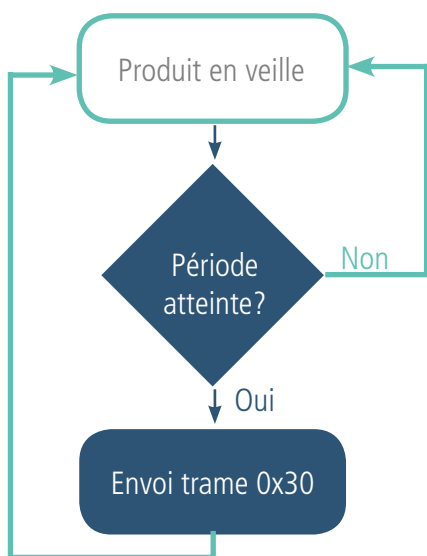 Produit en veille
Période
atteinte?
Non
Oui
Envoi trame 0x30